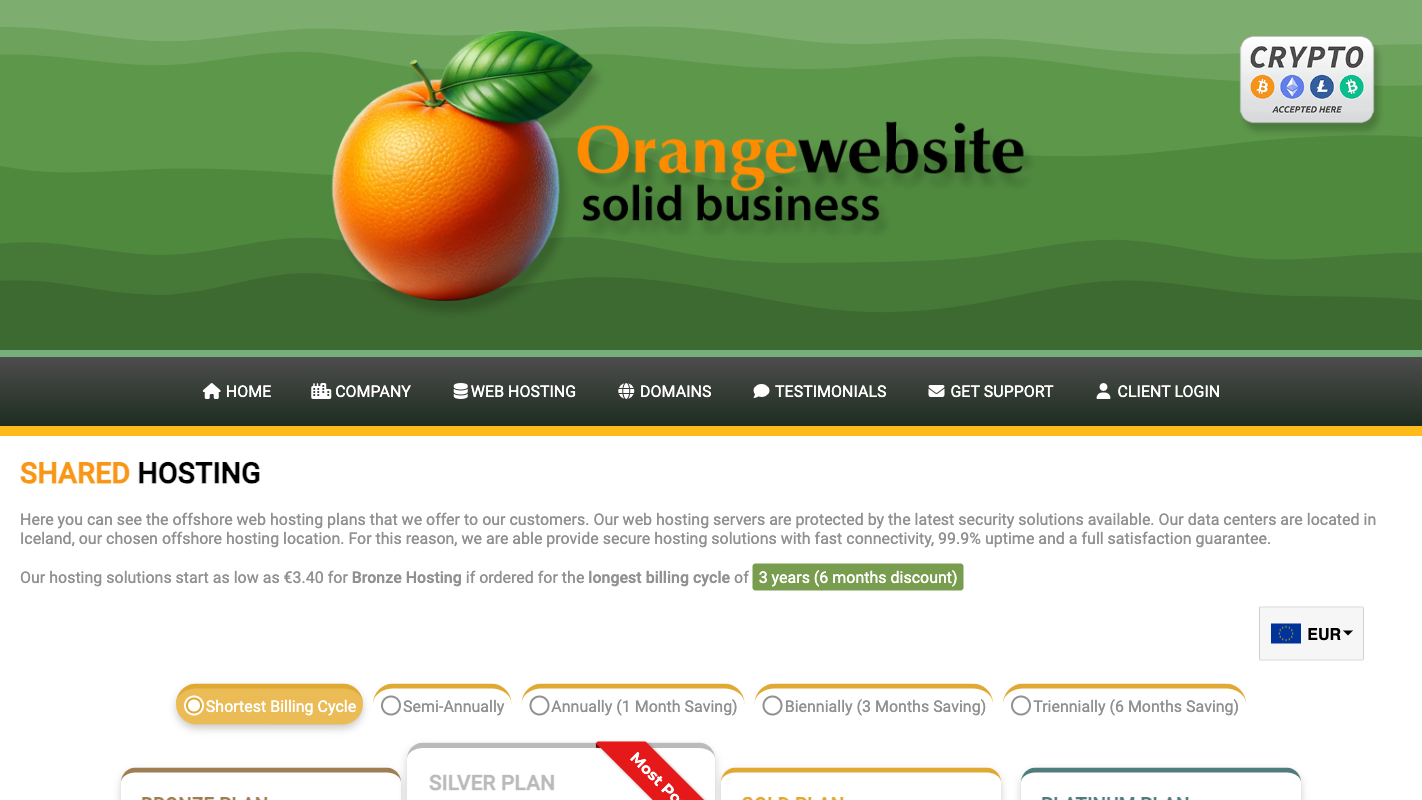 CRYPTO
ACCEPTED HERE
Orangewebsite
solid business
HOME
COMPANY
WEB HOSTING
DOMAINS
TESTIMONIALS
GET SUPPORT
CLIENT LOGIN
SHARED HOSTING
Here you can see the offshore web hosting plans that we offer to our customers. Our web hosting servers are protected by the latest security solutions available. Our data centers are located in
Iceland, our chosen offshore hosting location. For this reason, we are able provide secure hosting solutions with fast connectivity, 99.9% uptime and a full satisfaction guarantee.
Our hosting solutions start as low as €3.40 for Bronze Hosting if ordered for the longest billing cycle of 3 years (6 months discount)
EUR
Shortest Billing Cycle
Semi-Annually
Annually (1 Month Saving)
Biennially (3 Months Saving)
Triennially (6 Months Saving)
BRONZE PLAN
SILVER PLAN
Most Po
GOLD PLAN
PLATINUM PLAN